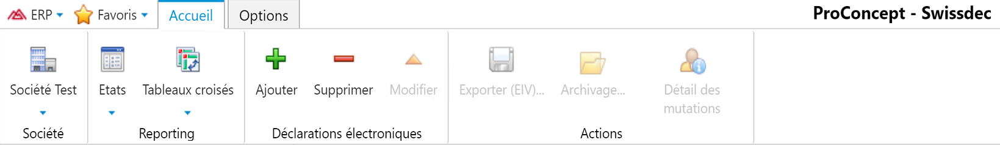 ERP Favoris Accueil Options ProConcept - Swissdec
Société Test Etats Tableaux croisés Ajouter Supprimer Modifier Exporter (EIV)... Archivage... Détail des
mutations
Société Reporting Déclarations électroniques Actions